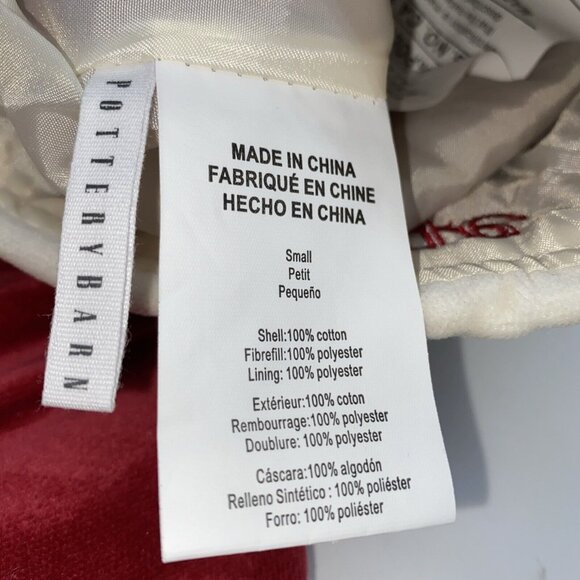 POTTERY BARN
MADE IN CHINA
FABRIQUÉ EN CHINE
HECHO EN CHINA
Small
Petit
Pequeño
Shell:100% cotton
Fibrefill:100% polyester
Lining: 100% polyester
Extérieur:100% coton
Rembourrage: 100% polyester
Doublure: 100% polyester
Cáscara:100% algodón
Relleno Sintético : 100% poliéster
Forro: 100% poliéster